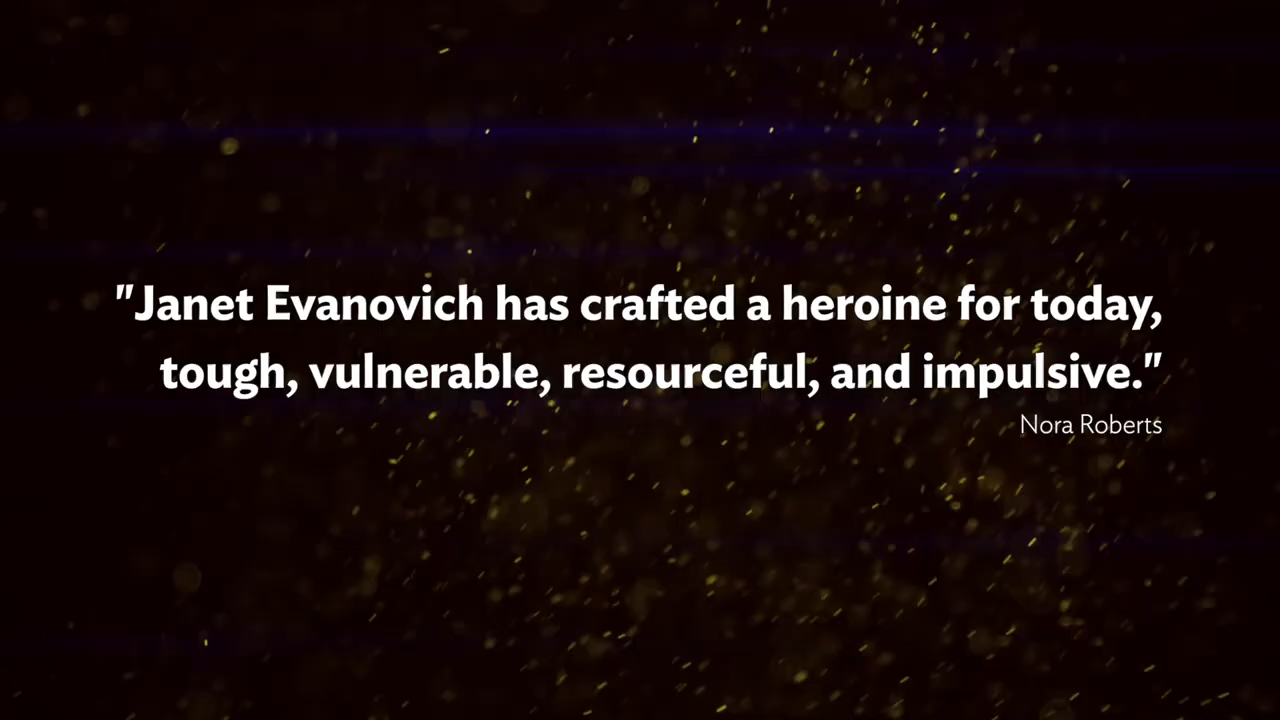 "Janet Evanovich has crafted a heroine for today,
tough, vulnerable, resourceful, and impulsive."
Nora Roberts